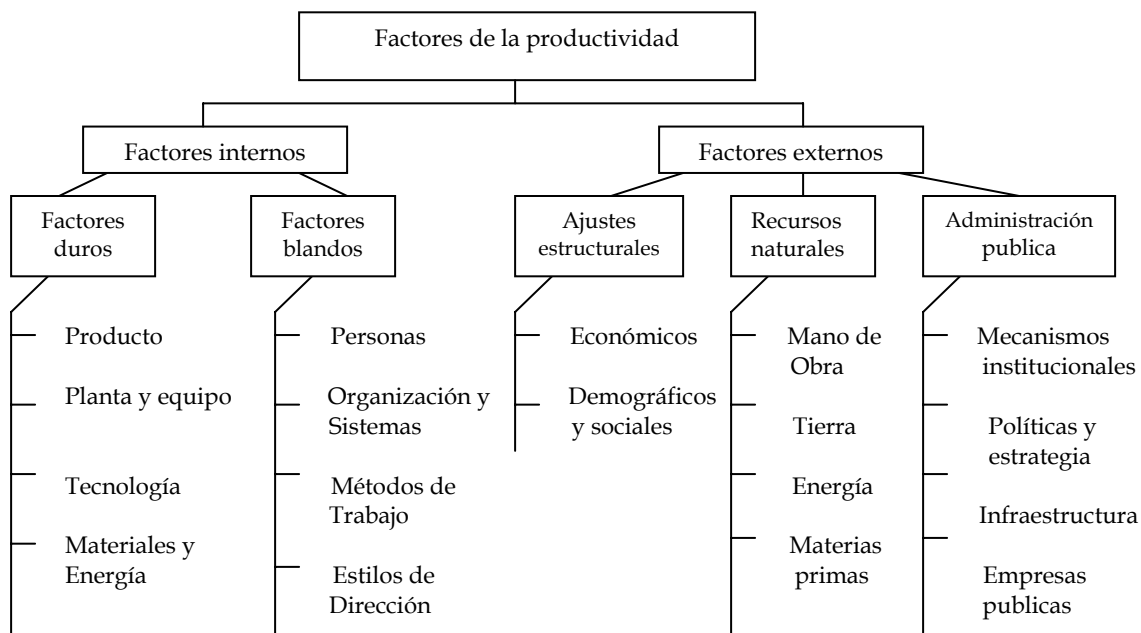 Factores de la productividad
Factores internos
Factores externos
Factores
duros
Factores
blandos
Ajustes
estructurales
Recursos
naturales
Administración
publica
Producto
Planta y equipo
Tecnología
Materiales y
Energía
Personas
Organización y
Sistemas
Métodos de
Trabajo
Estilos de
Dirección
Económicos
Demográficos
y sociales
Mano de
Obra
Tierra
Energía
Materias
primas
Mecanismos
institucionales
Políticas y
estrategia
Infraestructura
Empresas
publicas